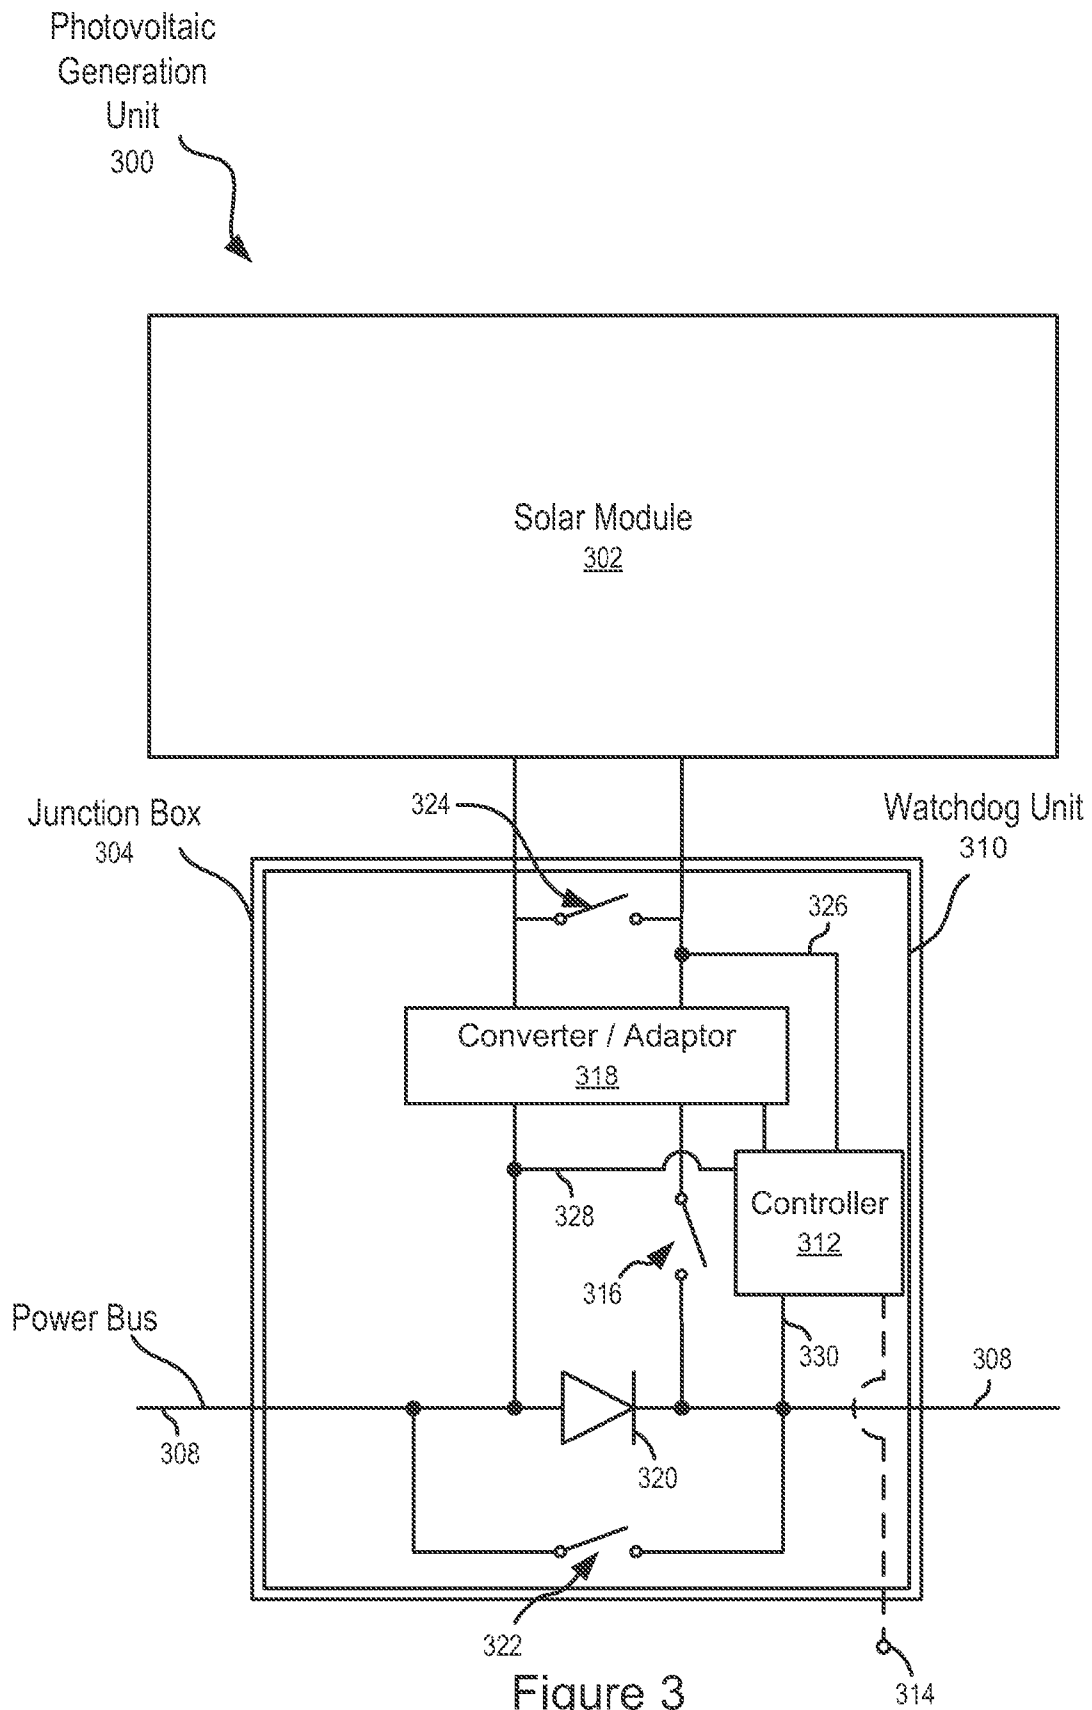 Photovoltaic
Generation
Unit
300
Solar Module
302
Junction Box
304
324
Watchdog Unit
310
326
Converter / Adaptor
318
328
Controller
312
316
Power Bus
330
308
308
320
322
314
Figure 3